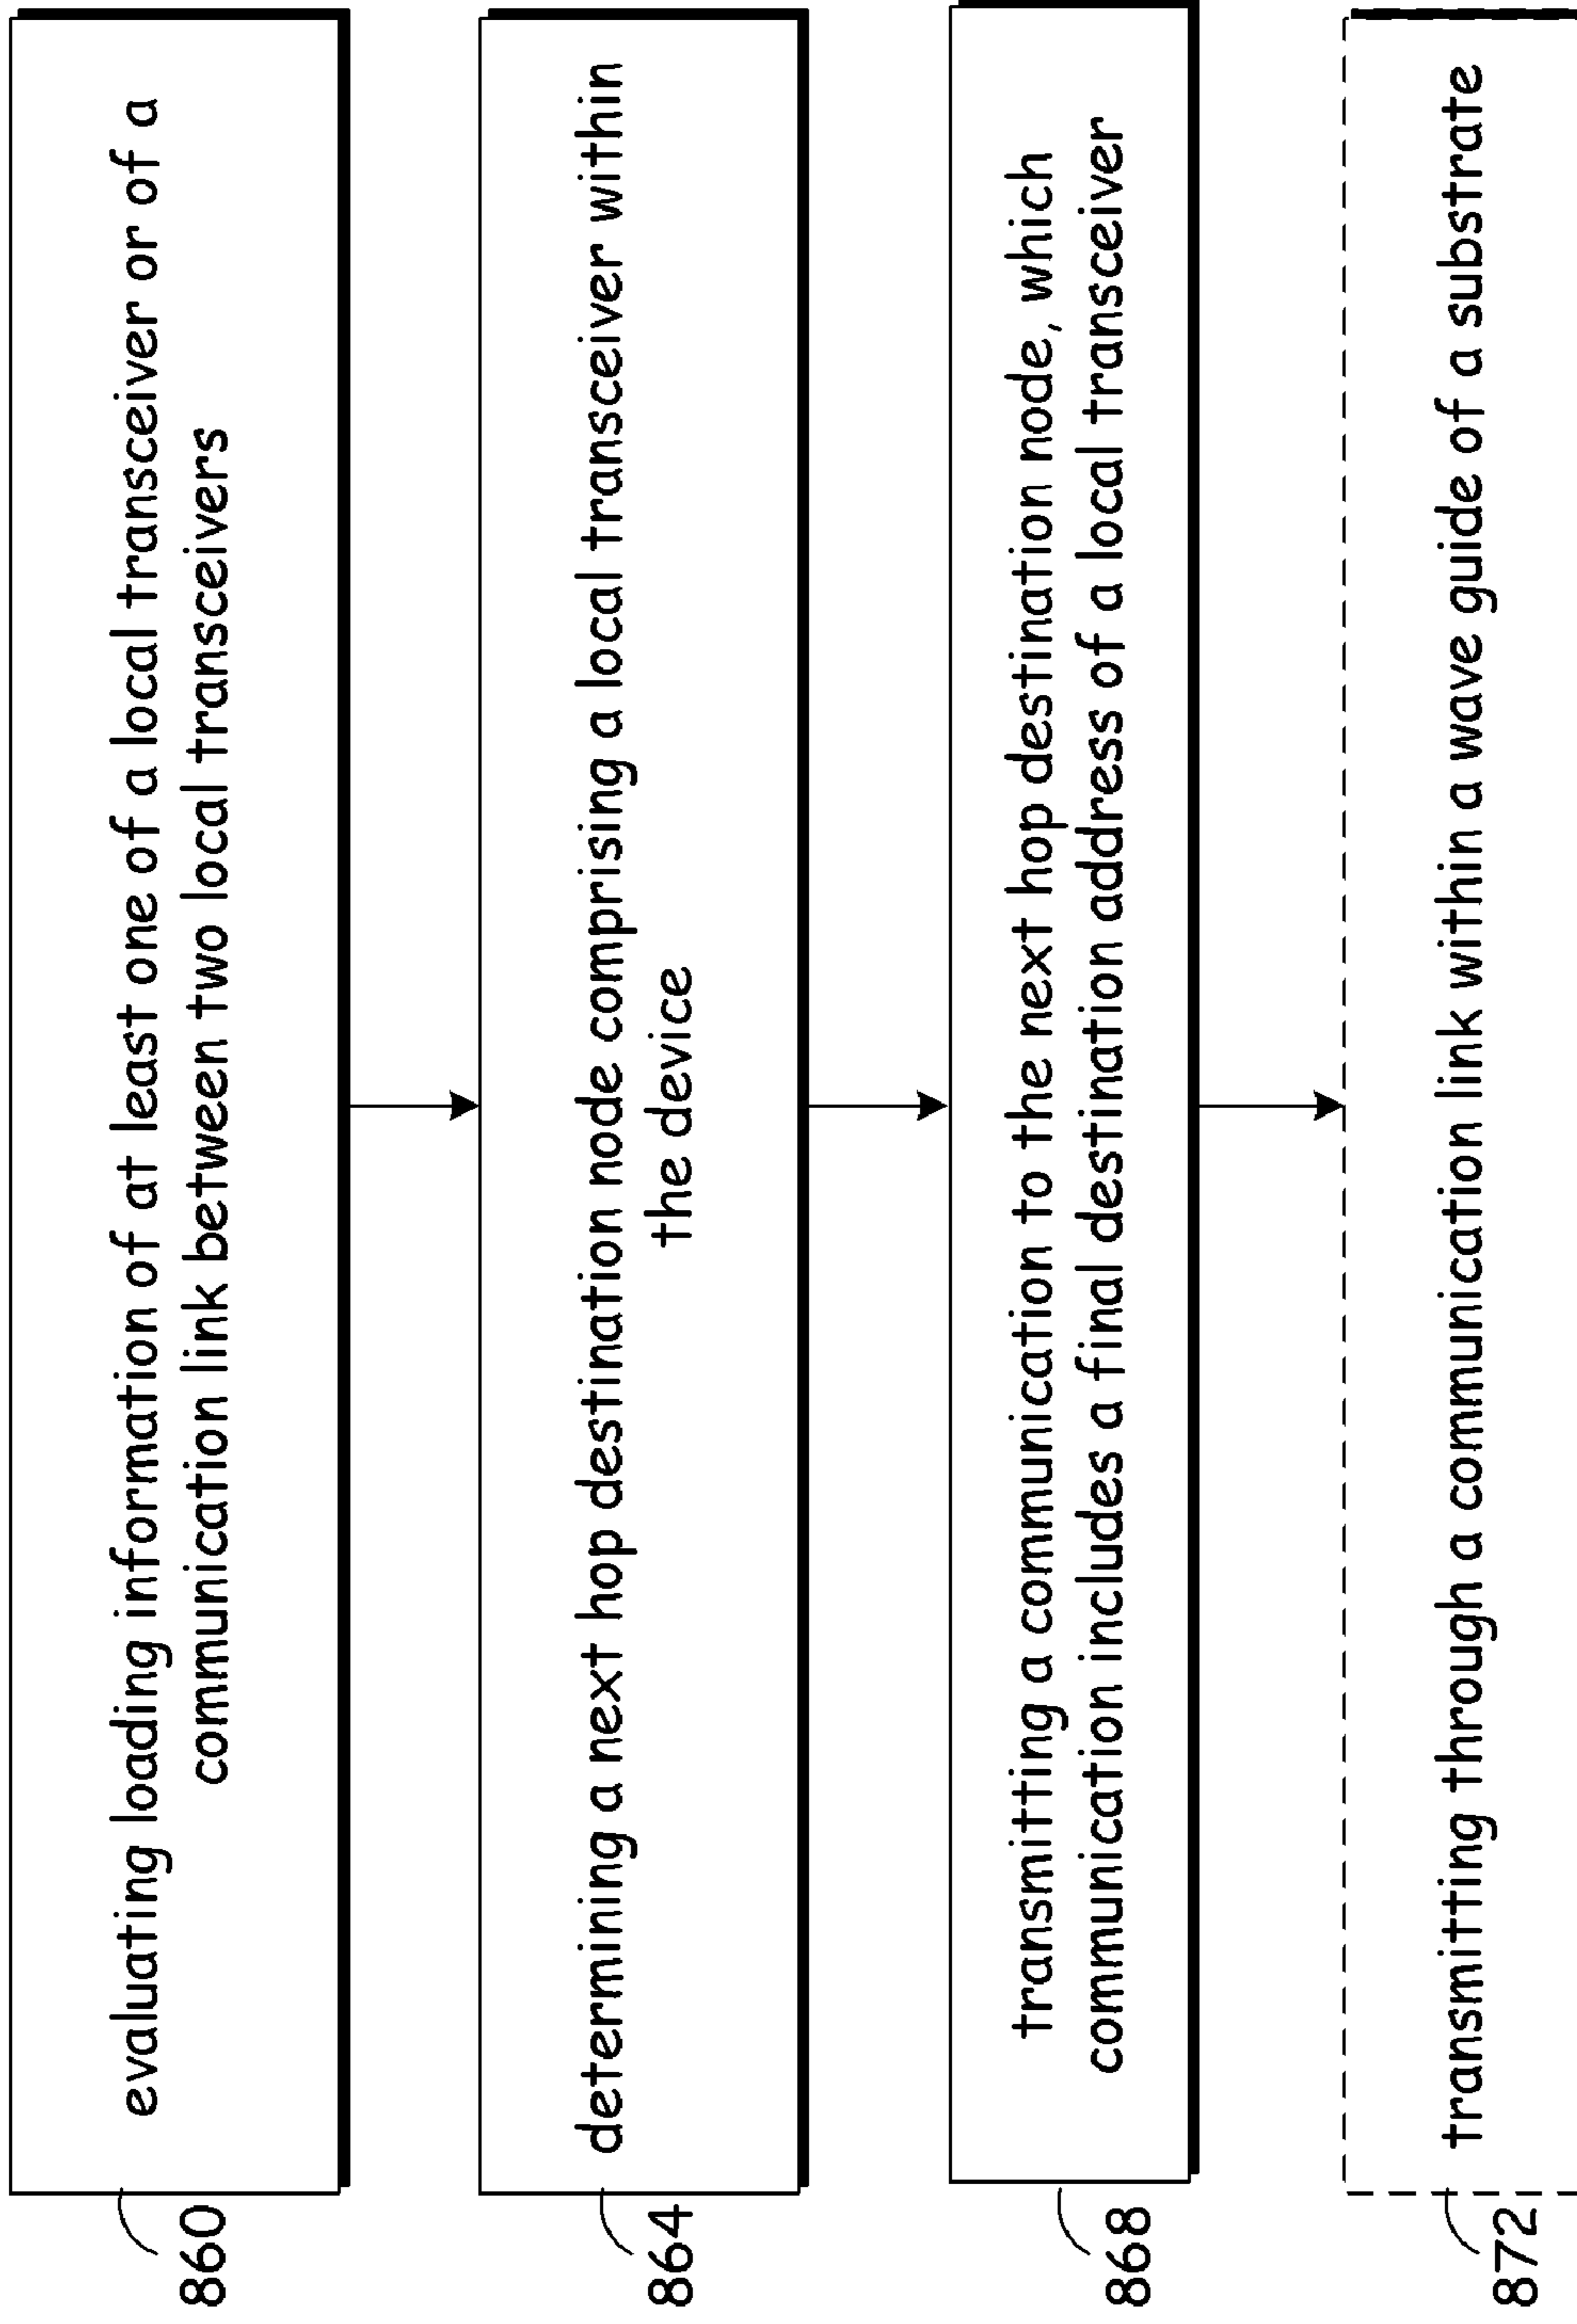 evaluating loading information of at least one of a local transceiver or of a
communication link between two local transceivers
860
determining a next hop destination node comprising a local transceiver within
the device
864
transmitting a communication to the next hop destination node, which
communication includes a final destination address of a local transceiver
868
transmitting through a communication link within a wave guide of a substrate
872